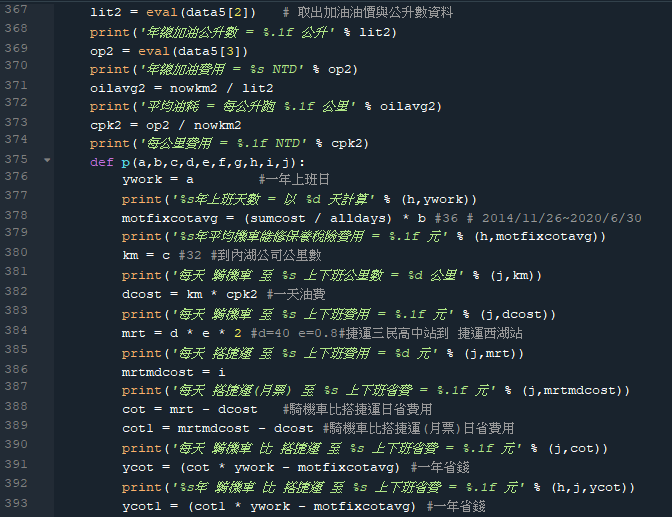 367 lit2 = eval(data5[2]) # 取出加油油價與公升數資料
368 print('年總加油公升數 = %.1f 公升' % lit2)
369 op2 = eval(data5[3])
370 print('年總加油費用 = %s NTD' % op2)
371 oilavg2 = nowkm2 / lit2
372 print('平均油耗 = 每公升跑 %.1f 公里' % oilavg2)
373 cpk2 = op2 / nowkm2
374 print('每公里費用 = %.1f NTD' % cpk2)
375 def p(a,b,c,d,e,f,g,h,i,j):
376 ywork = a #一年上班日
377 print('%s年上班天數 = 以 %d 天計算' % (h,ywork))
378 motfixcotavg = (sumcost / alldays) * b #36 # 2014/11/26~2020/6/30
379 print('%s年平均機車維修保養稅險費用 = %.1f 元' % (h,motfixcotavg))
380 km = c #32 #到內湖公司公里數
381 print('每天 騎機車 至 %s 上下班公里數 = %d 公里' % (j,km))
382 dcost = km * cpk2 #一天油費
383 print('每天 騎機車 至 %s 上下班費用 = %.1f 元' % (j,dcost))
384 mrt = d * e * 2 #d=40 e=0.8#捷運三民高中站到 捷運西湖站
385 print('每天 搭捷運 至 %s 上下班費用 = %d 元' % (j,mrt))
386 mrtmdcost = i
387 print('每天 搭捷運(月票) 至 %s 上下班省費 = %.1f 元' % (j,mrtmdcost))
388 cot = mrt - dcost #騎機車比搭捷運日省費用
389 cotl = mrtmdcost - dcost #騎機車比搭捷運(月票)日省費用
390 print('每天 騎機車 比 搭捷運 至 %s 上下班省費 = %.1f 元' % (j,cot))
391 ycot = (cot * ywork - motfixcotavg) #一年省錢
392 print('%s年 騎機車 比 搭捷運 至 %s 上下班省費 = %.1f 元' % (h,j,ycot))
393 ycotl = (cotl * ywork - motfixcotavg) #一年省錢